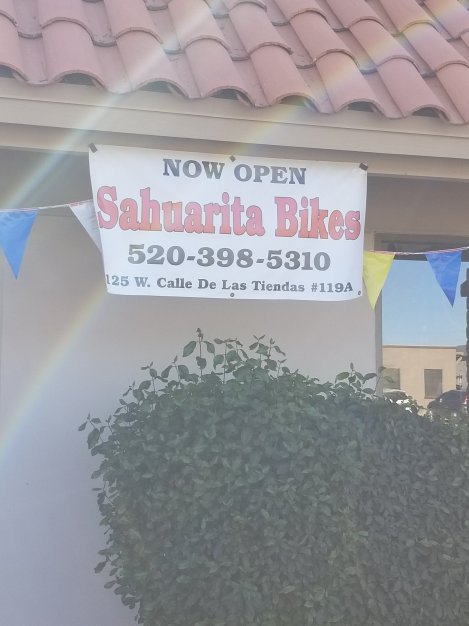 NOW OPEN
Sahuarita Bikes
520-398-5310
125 W. Calle De Las Tiendas #119A